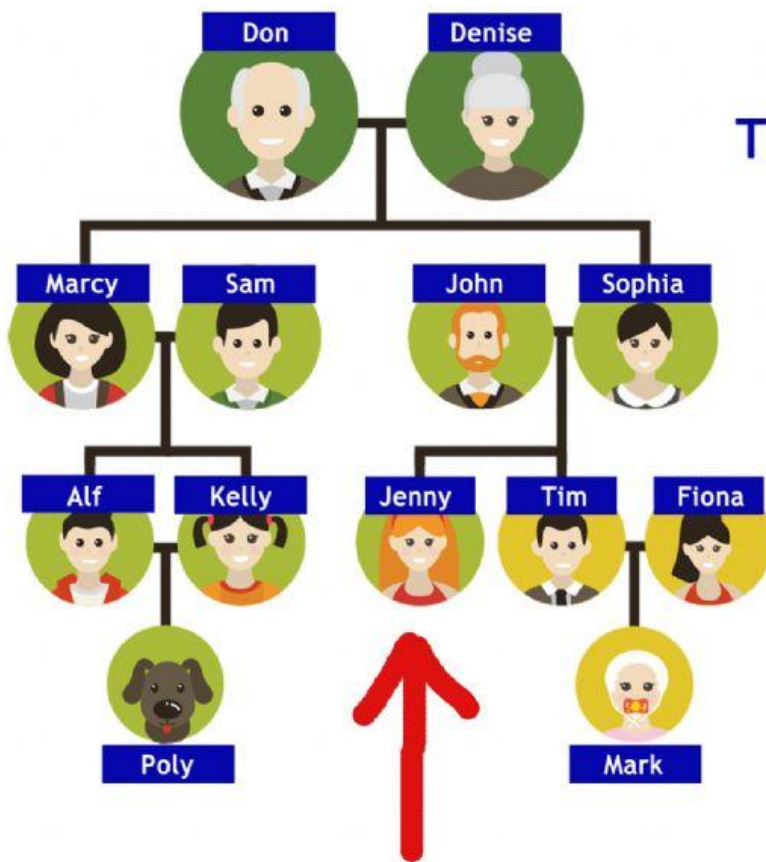 Don Denise
T
Marcy Sam John Sophia
Alf Kelly Jenny Tim Fiona
Poly Mark